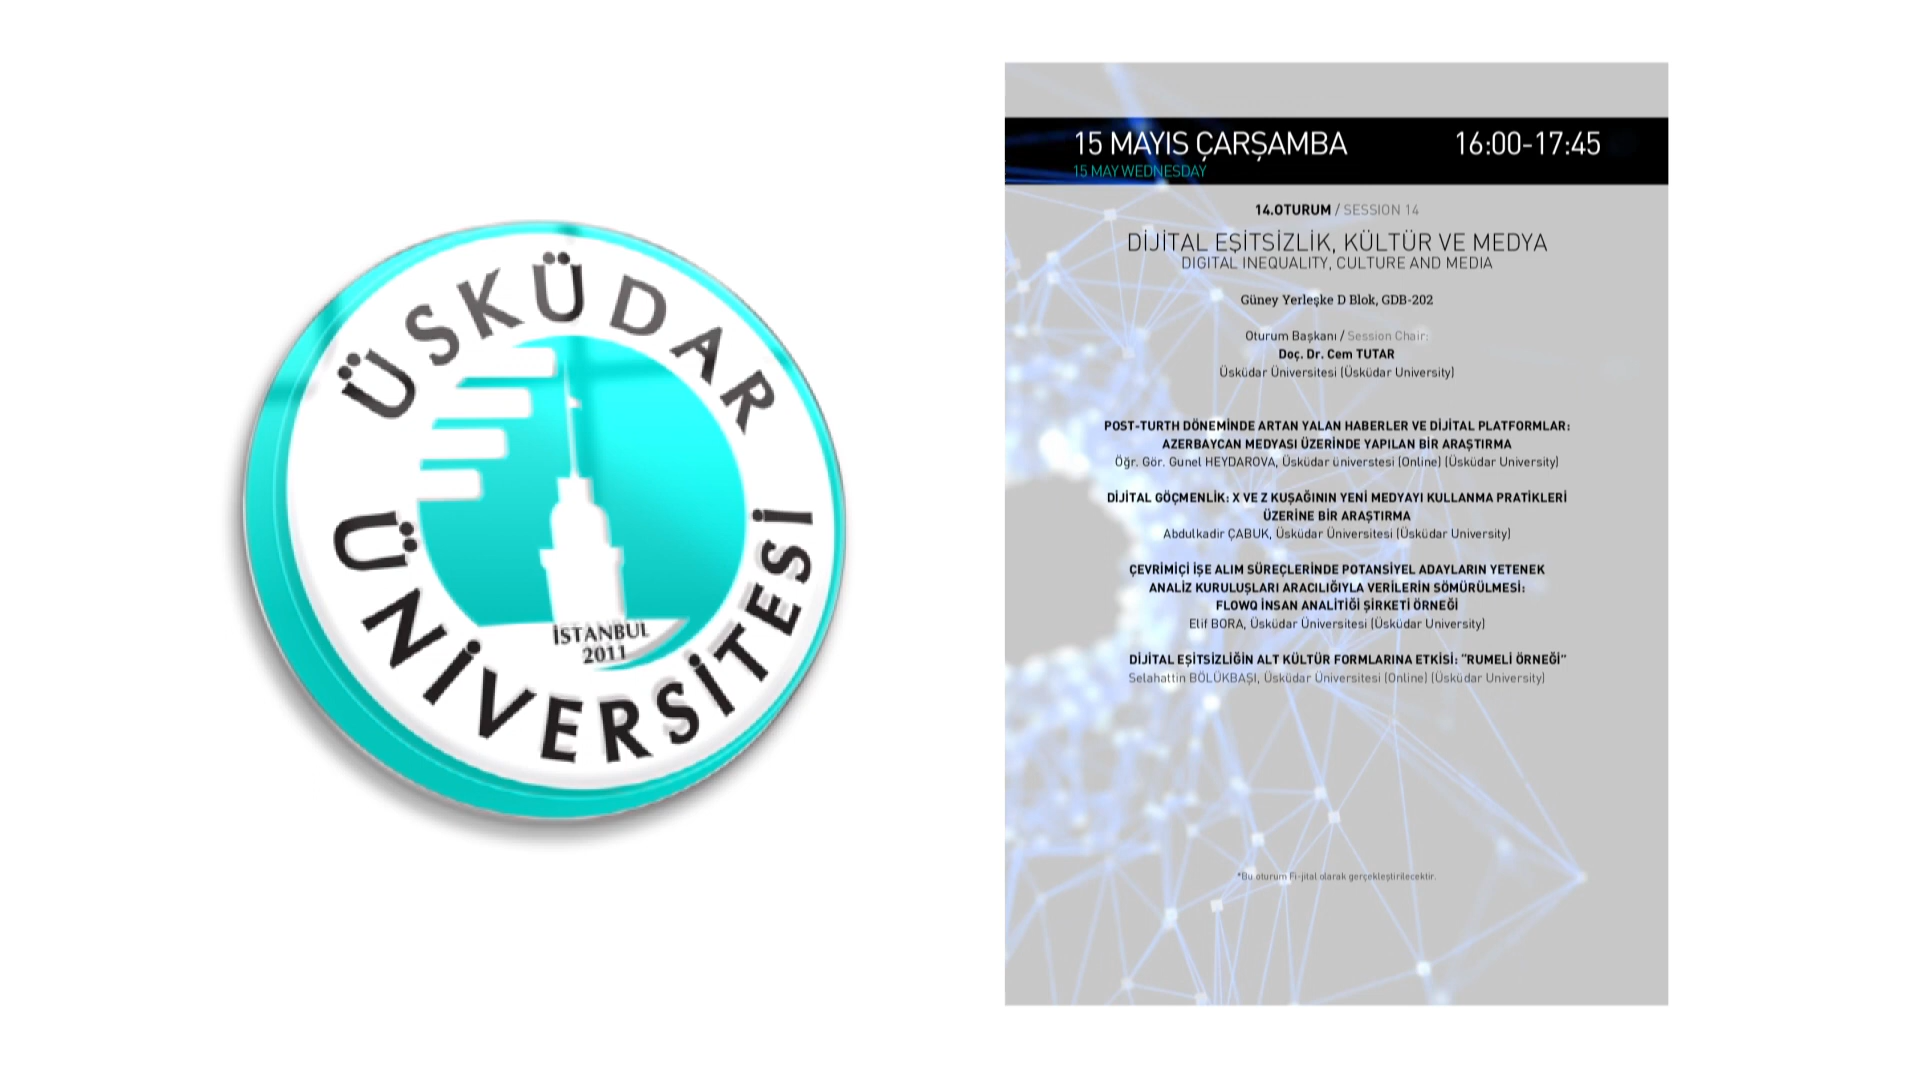 ÜSKÜDAR
ÜNİVERSİTESİ
İSTANBUL
2011
15 MAYIS ÇARŞAMBA 16:00-17:45
15 MAY WEDNESDAY
14.OTURUM / SESSION 14
DİJİTAL EŞİTSİZLİK, KÜLTÜR VE MEDYA
DIGITAL INEQUALITY, CULTURE AND MEDIA
Güney Yerleşke D Blok, GDB-202
Oturum Başkanı / Session Chair:
Doç. Dr. Cem TUTAR
Üsküdar Üniversitesi (Üsküdar University)
POST-TURTH DÖNEMİNDE ARTAN YALAN HABERLER VE DİJİTAL PLATFORMLAR:
AZERBAYCAN MEDYASI ÜZERİNDE YAPILAN BİR ARAŞTIRMA
Öğr. Gör. Gunel HEYDAROVA, Üsküdar üniverstesi (Online) (Üsküdar University)
DİJİTAL GÖÇMENLİK: X VE Z KUŞAĞININ YENİ MEDYAYI KULLANMA PRATİKLERİ
ÜZERİNE BİR ARAŞTIRMA
Abdulkadir ÇABUK, Üsküdar Üniversitesi (Üsküdar University)
ÇEVRİMİÇİ İŞE ALIM SÜREÇLERİNDE POTANSİYEL ADAYLARIN YETENEK
ANALİZ KURULUŞLARI ARACILIĞIYLA VERİLERİN SÖMÜRÜLMESİ:
FLOWQ İNSAN ANALİTİĞİ ŞİRKETİ ÖRNEĞİ
Elif BORA, Üsküdar Üniversitesi (Üsküdar University)
DİJİTAL EŞİTSİZLİĞİN ALT KÜLTÜR FORMLARINA ETKİSİ: "RUMELİ ÖRNEĞİ"
Selahattin BÖLÜKBAŞI, Üsküdar Üniversitesi (Online) (Üsküdar University)
*Bu oturum Fi-jital olarak gerçekleştirilecektir.